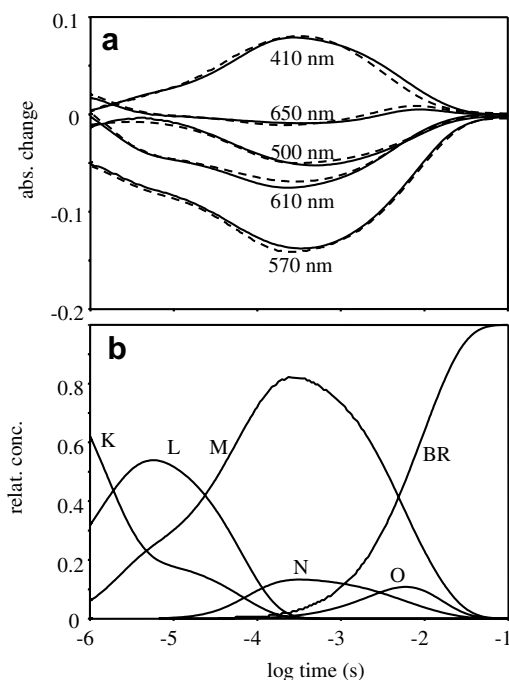 a
0.1
0
-0.1
-0.2
abs. change
410 nm
650 nm
500 nm
610 nm
570 nm
b
0.8
0.6
0.4
0.2
0
relat. conc.
K
L
M
BR
N
O
-6 -5 -4 -3 -2 -1
log time (s)